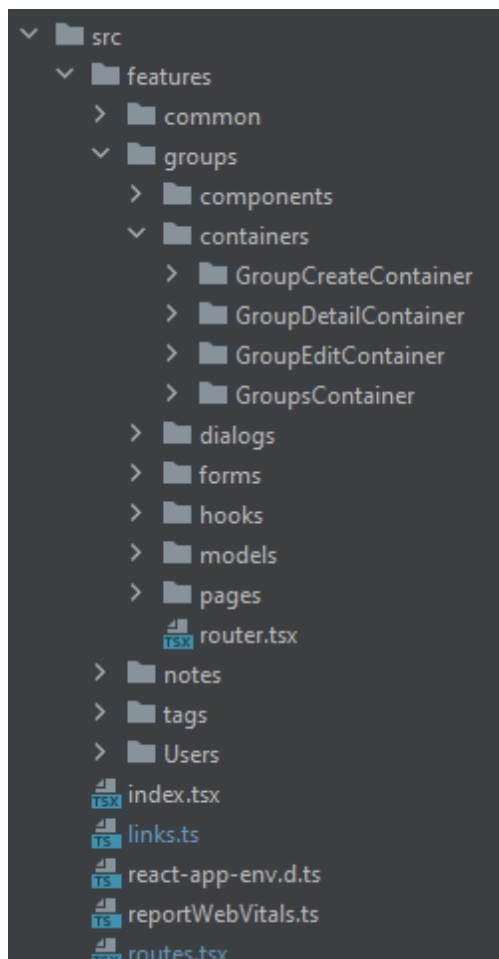 src
features
common
groups
components
containers
GroupCreateContainer
GroupDetailContainer
GroupEditContainer
GroupsContainer
dialogs
forms
hooks
models
pages
TSX router.tsx
notes
tags
Users
TSX index.tsx
TS links.ts
TS react-app-env.d.ts
TS reportWebVitals.ts
routes.tsx